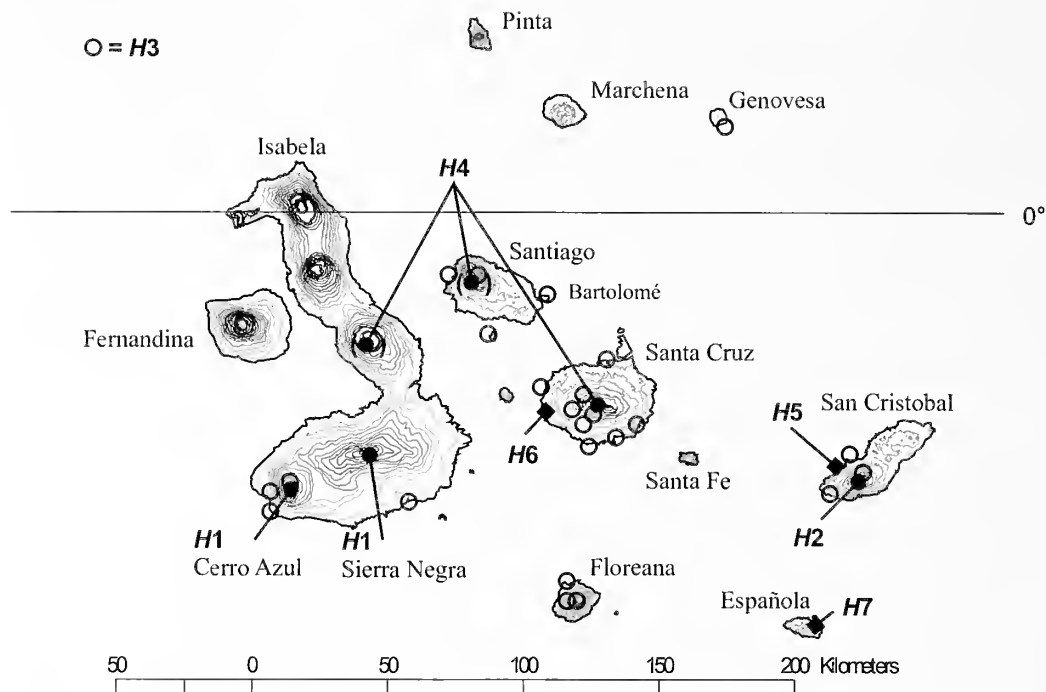 Pinta
O = H3
Marchena
Genovesa
Isabela
H4
0°
Santiago
Bartolomé
Fernandina
Santa Cruz
San Cristobal
H5
H6
Santa Fe
H1
Cerro Azul
H1
Sierra Negra
H2
Floreana
Española
H7
50 0 50 100 150 200 Kilometers